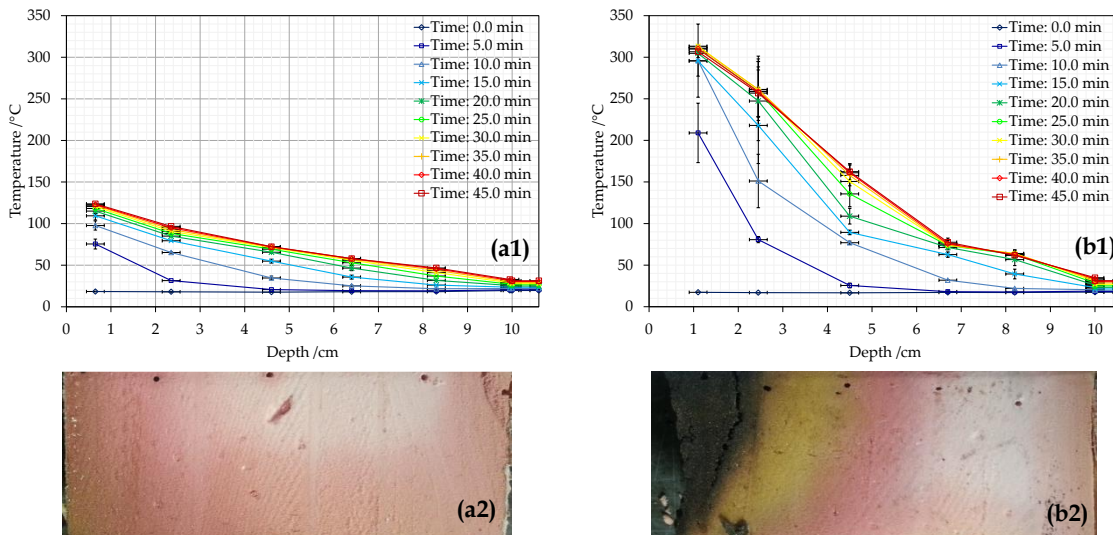 350
300
250
200
150
100
50
0
Temperature /°C
0 1 2 3 4 5 6 7 8 9 10
Depth /cm
Time: 0.0 min
Time: 5.0 min
Time: 10.0 min
Time: 15.0 min
Time: 20.0 min
Time: 25.0 min
Time: 30.0 min
Time: 35.0 min
Time: 40.0 min
Time: 45.0 min
(a1)
350
300
250
200
150
100
50
0
Temperature /°C
0 1 2 3 4 5 6 7 8 9 10
Depth /cm
Time: 0.0 min
Time: 5.0 min
Time: 10.0 min
Time: 15.0 min
Time: 20.0 min
Time: 25.0 min
Time: 30.0 min
Time: 35.0 min
Time: 40.0 min
Time: 45.0 min
(b1)
(a2)
(b2)